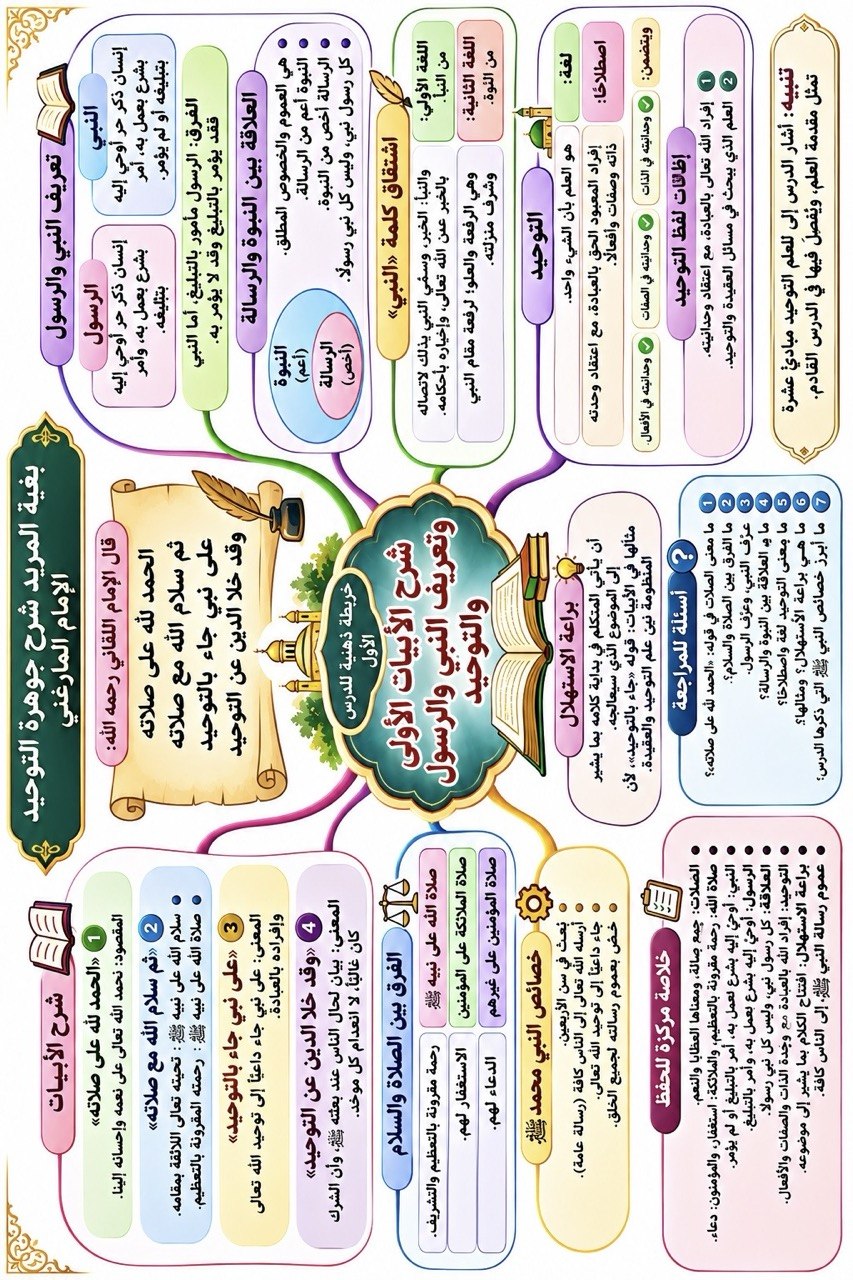 بغية المريد شرح جوهرة التوحيد
الإمام المارغني
قال الإمام اللقاني رحمه الله:
الحمد لله على صلاته
ثم سلام الله مع صلاته
على نبي جاء بالتوحيد
وقد خلا الدين عن التوحيد
خريطة ذهنية للدرس
الأول
شرح الأبيات الأولى
وتعريف النبي والرسول
والتوحيد
تعريف النبي والرسول
النبي
إنسان ذكر حر أوحي إليه
بشرع بعمل به، أمر
بتبليغه أو لم يؤمر.
الرسول
إنسان ذكر حر أوحي إليه
بشرع بعمل به، وأمر
بتبليغه.
الفرق: الرسول مأمور بالتبليغ، أما النبي
فقد يؤمر بالتبليغ وقد لا يؤمر به.
العلاقة بين النبوة والرسالة
هي العموم والخصوص المطلق.
النبوة أعم من الرسالة.
الرسالة أخص من النبوة.
كل رسول نبي، وليس كل نبي رسولًا.
النبوة
(أعم)
الرسالة
(أخص)
اشتقاق كلمة «النبي»
اللغة الأولي:
من النبأ.
والنبأ: الخبر، وسمّي النبي يذلك لاتصاله
بالخبر عىن الله تعالى، وإخياره بأحكامه.
اللغة الثانية:
من النوة.
وهي الرفعة والعلو؛ لرفعة مقام النبي
وشرف منزلته.
التوحيد
لغة:
هو العلم بأن الشيء واحد.
اصطلاحًا:
إفراد المعبود الحق بالعبادة، مع اعتقاد وحدته
ذاته وصفات وأفعالًا.
ويتضمن:
وحدانيته في الذات
وحدانيته في الصفات
وحدانيته في الأفعال.
لفظ التوحيد
1 إفراد الله تعالى بالعبادة، مع اعتقاد وحدانيته.
2 العلم الذي يبحث في مسائل العقيدة والتوحيد.
تنبيه: أشار الدرس إلى للعلم التوحيد مباديْ عشرة
تمثل مقدمة العلم، ويُفصلَ فيها في الدرس القادم.
شرح الأبيات
1 «الحمد لله على صلاته»
المقصود: نحمد الله تعالى على نعمه وإحسانه إلينا.
2 «ثم سلام الله مع صلاته»
سلام الله على نبيه ﷺ: تحيته تعالى اللائقة بمقامه.
صلاة الله على نبيه ﷺ: رحمته المقرونة بالتعظيم.
3 «على نبي جاء بالتوحيد»
المعنى: على نبي جاء داعيًا إلى توحيد الله تعالى
وإفراده بالعبادة.
4 «وقد خلا الدين عن التوحيد»
المعنى: بيان لحال الناس عند بعثته ﷺ، وأن الشرك
كان غالبًا، لا انعدام كل موحد.
الفرق بين الصلاة والسلام
صلاة الله على نبيه ﷺ
رحمة مقرونة بالتعظيم والتشريف.
صلاة الملائكة على المؤمنين
الاستغفار لهم.
صلاة المؤمنين على غيرهم
الدعاء لهم.
خصائص النبي محمد ﷺ
بُعث في سن الأربعين.
أرسله الله تعالى إلى الناس كافة (رسالة عامة).
جاء داعيًا إلى توحيد الله تعالى.
خصّ بعموم رسالته لجميع الخلق.
براعة الاستهلال
أن يأتي المتكلم في بداية كلامه بما يشير
إلى الموضوع الذي سيعالجه.
مثألها في الأبيات: قوله «جاء بالتوحيد»، لأن
المنظومة نين علم التوحيد والعقيدة.
خلاصة مركزة للحفظ
الصلات: جمع صالة، ومعناها العطايا والنعم.
صلاة الله: رحمة مقرونة بالتعظيم، والملائكة: استغفار، والمؤمنون: دعاء.
النبي: أوحيْ إليه بشرع بعمل به، أمر بالتبليغ أو لم يؤمر.
الرسول: أوحيْ إليه بشرع بعمل به، وأمر بالتبليغ.
العلاقة: كل رسول نبي، وليس كل نبي رسولًا.
التوحيد: إفراد الله بالعبادة مع وحدة الذات والصفات والأفعال.
براعة الاستهلال: افتتاح الكلام بما يشير إلى موضوعه.
عموم رسالة النبي ﷺ، إلى الناس كافة.
أسئلة للمراجعة
1 ما معنى الصلات في قوله: «الحمد لله على صلاته»؟
2 ما الفرق بين الصلاة والسلام؟
3 عرّف النبي، وعرّف الرسول.
4 ما العلاقة بين النبوة والرسالة؟
5 ما معنى التوحيد لغة واصطلاحًا؟
6 ما هي براعة الأستهلال؟ ومثالها؟
7 ما أبرز خصائص النبي ﷺ التي ذكرها الدرس؟